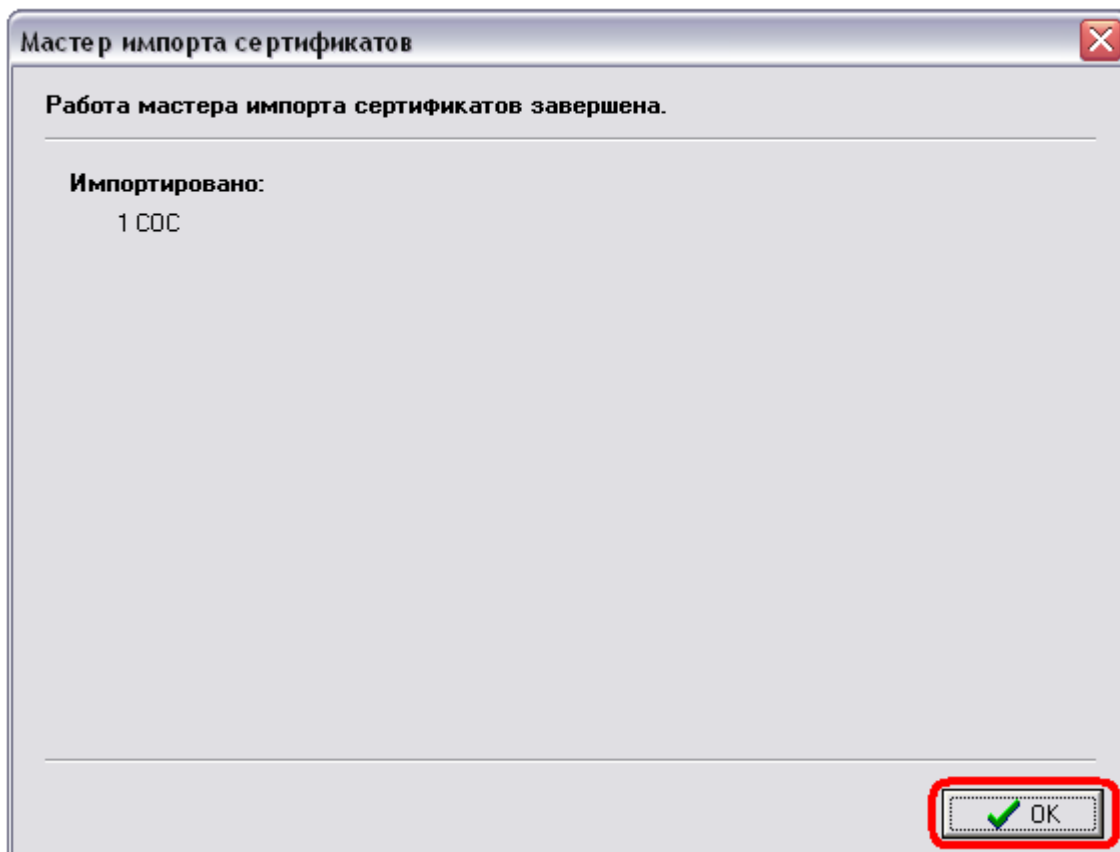 Мастер импорта сертификатов
Работа мастера импорта сертификатов завершена.
Импортировано:
1 СОС
OK